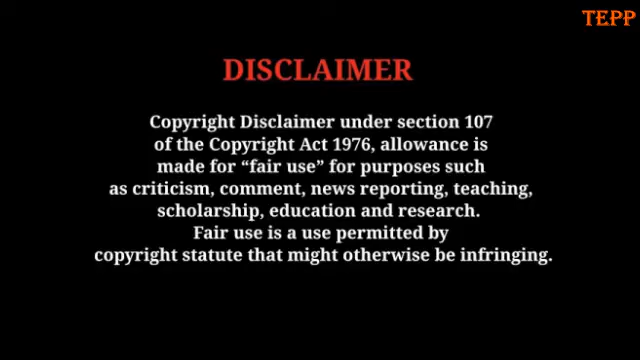 TEPP
DISCLAIMER
Copyright Disclaimer under section 107
of the Copyright Act 1976, allowance is
made for “fair use” for purposes such
as criticism, comment, news reporting, teaching,
scholarship, education and research.
Fair use is a use permitted by
copyright statute that might otherwise be infringing.